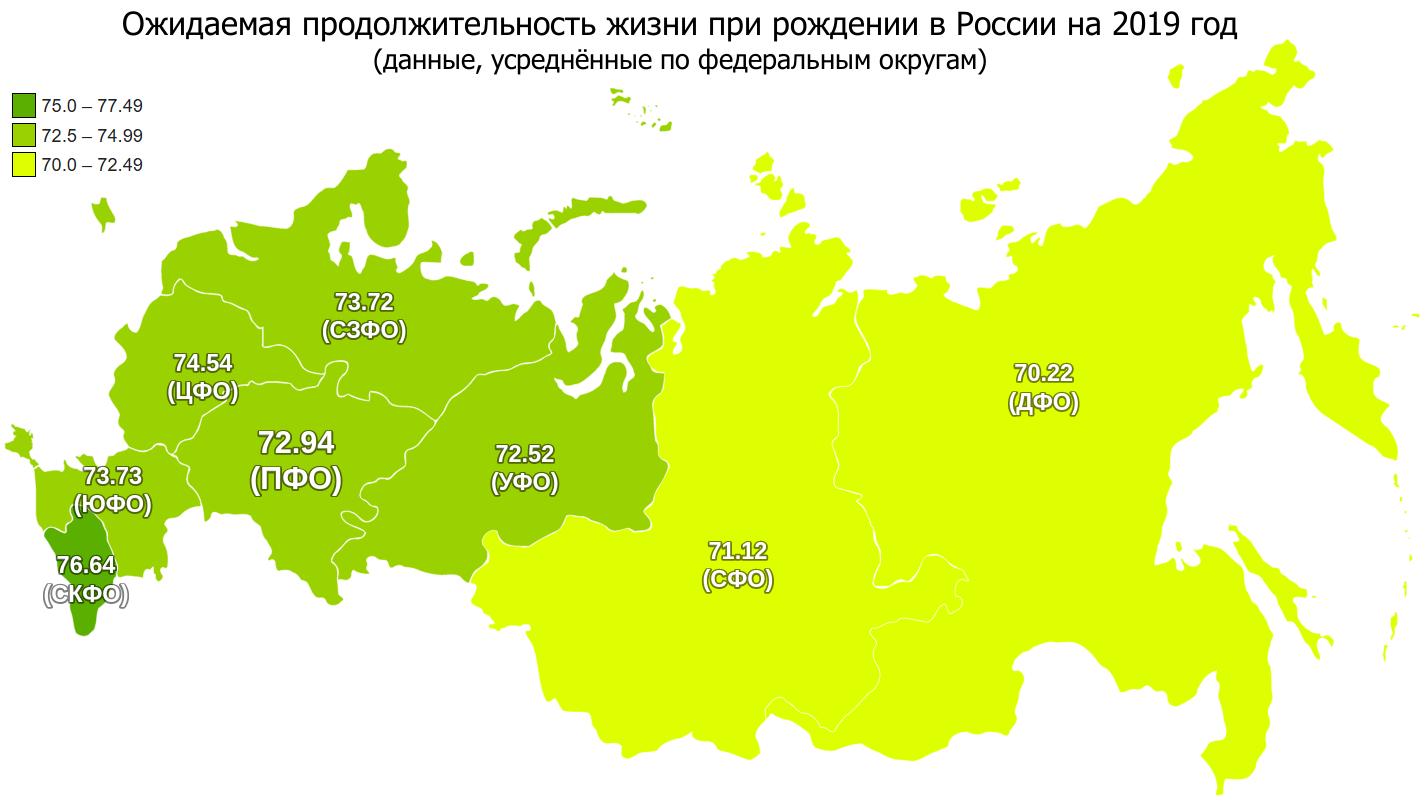 Ожидаемая продолжительность жизни при рождении в России на 2019 год
(данные, усреднённые по федеральным округам)
75.0 – 77.49
72.5 – 74.99
70.0 – 72.49
73.72
(СЗФО)
74.54
(ЦФО)
72.94
(ПФО)
73.73
(ЮФО)
76.64
(СКФО)
72.52
(УФО)
71.12
(СФО)
70.22
(ДФО)